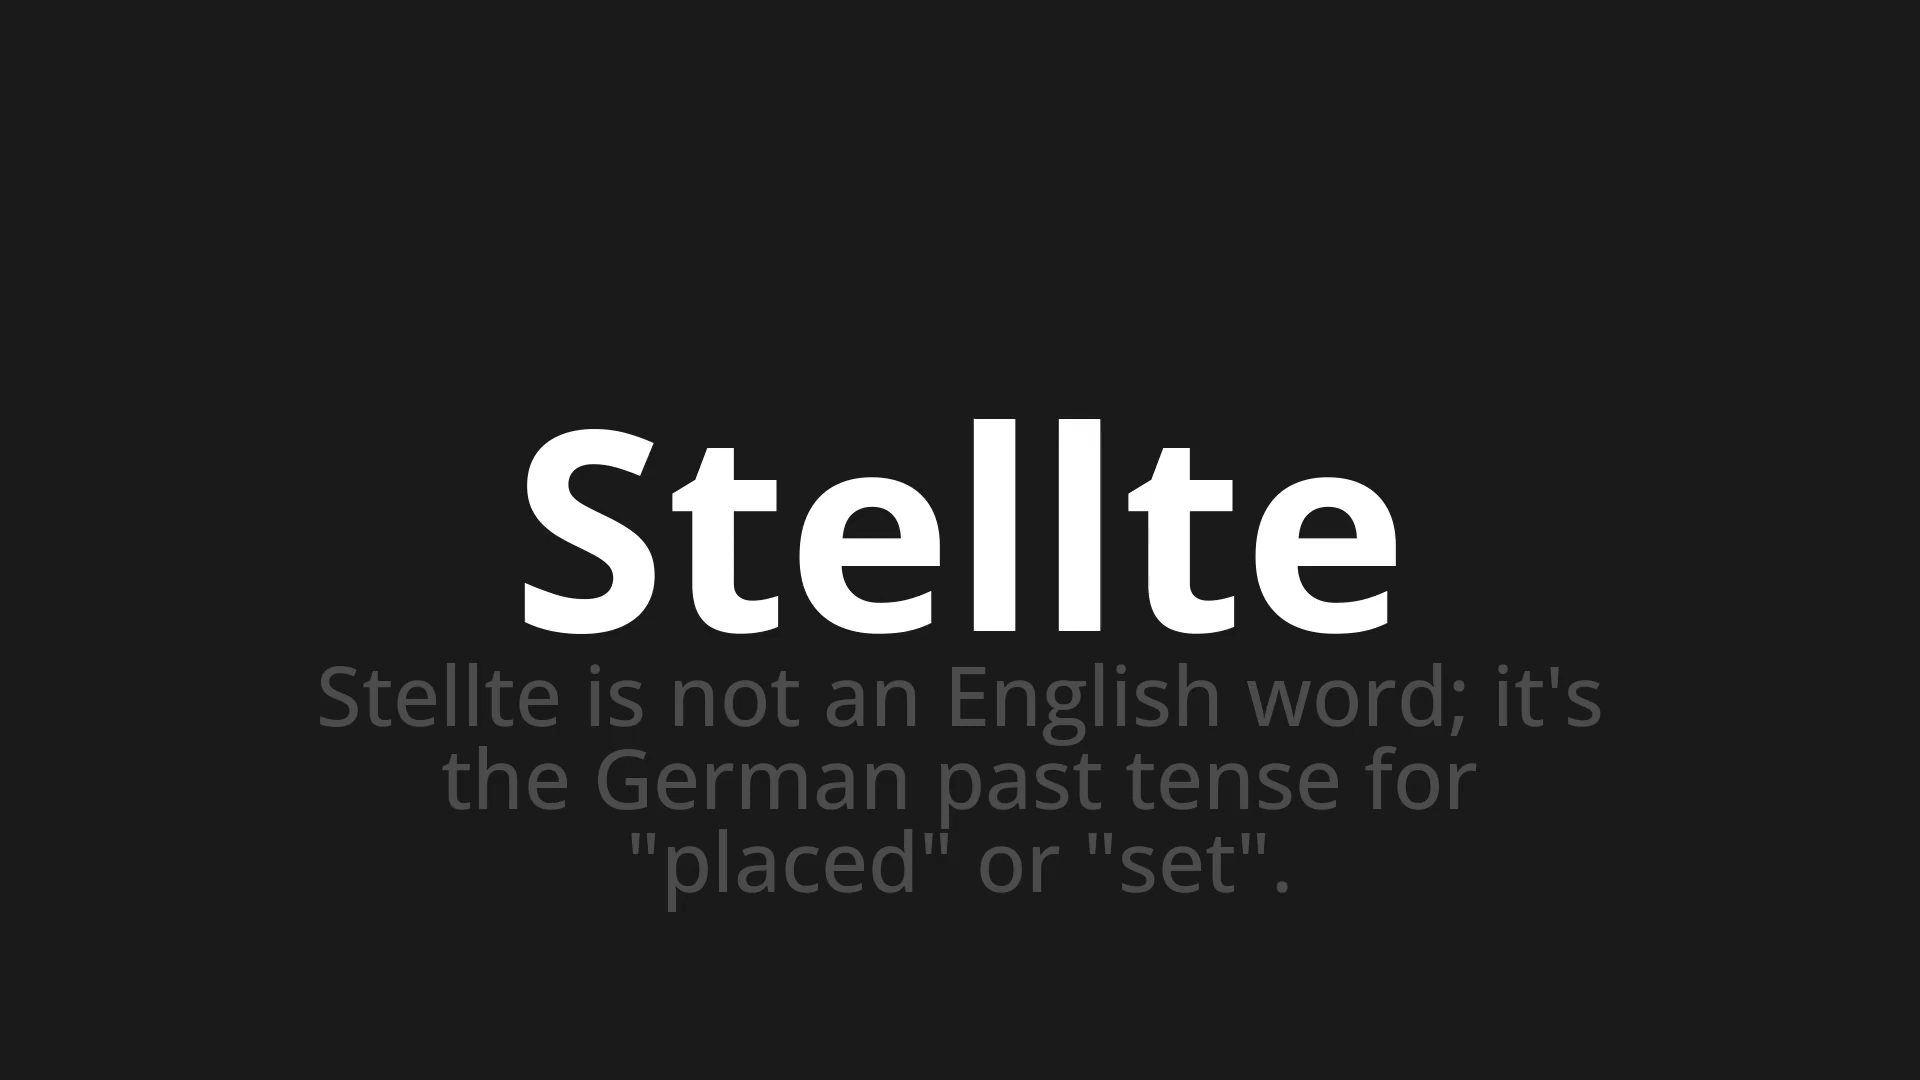 Stellte
Stellte is not an English word; it's
the German past tense for
"placed" or "set".